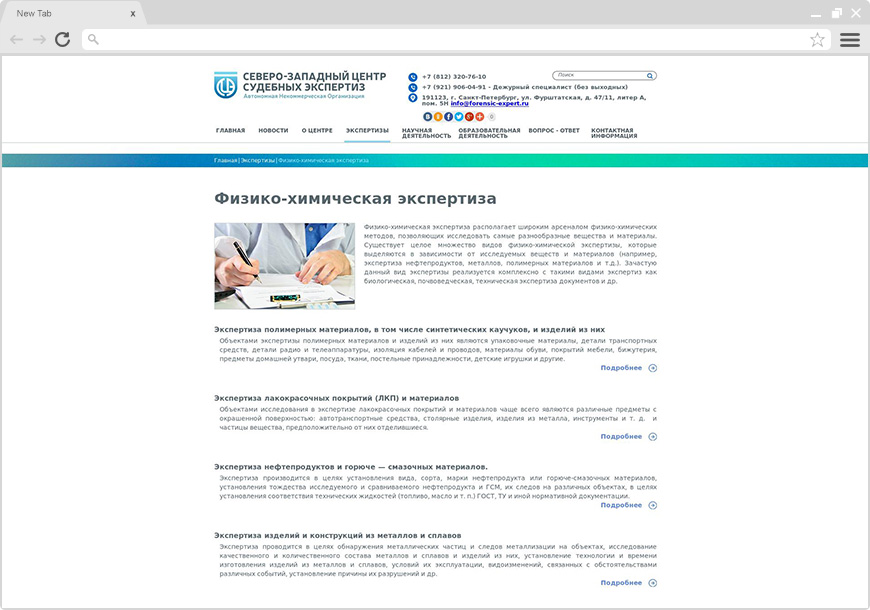 New Tab
x
СЕВЕРО-ЗАПАДНЫЙ ЦЕНТР
СУДЕБНЫХ ЭКСПЕРТИЗ
Автономная Некоммерческая Организация
+7 (812) 320-76-10
Поиск
+7 (921) 906-04-91 - Дежурный специалист (без выходных)
191123, г. Санкт-Петербург, ул. Фурштатская, д. 47/11, литер А,
пом. 5Н info@forensic-expert.ru
0
ГЛАВНАЯ НОВОСТИ О ЦЕНТРЕ ЭКСПЕРТИЗЫ НАУЧНАЯ ДЕЯТЕЛЬНОСТЬ ОБРАЗОВАТЕЛЬНАЯ ДЕЯТЕЛЬНОСТЬ ВОПРОС - ОТВЕТ КОНТАКТНАЯ ИНФОРМАЦИЯ
Главная | Экспертизы | Физико-химическая экспертиза
Физико-химическая экспертиза
Физико-химическая экспертиза располагает широким арсеналом физико-химических
методов, позволяющих исследовать самые разнообразные вещества и материалы.
Существует целое множество видов физико-химической экспертизы, которые
выделяются в зависимости от исследуемых веществ и материалов (например,
экспертиза нефтепродуктов, металлов, полимерных материалов и т.д.). Зачастую
данный вид экспертизы реализуется комплексно с такими видами экспертиз как
биологическая, почвоведческая, техническая экспертиза документов и др.
Экспертиза полимерных материалов, в том числе синтетических каучуков, и изделий из них
Объектами экспертизы полимерных материалов и изделий из них являются упаковочные материалы, детали транспортных
средств, детали радио и телеаппаратуры, изоляция кабелей и проводов, материалы обуви, покрытий мебели, бижутерия,
предметы домашней утвари, посуда, ткани, постельные принадлежности, детские игрушки и другие.
Подробнее
Экспертиза лакокрасочных покрытий (ЛКП) и материалов
Объектами исследования в экспертизе лакокрасочных покрытий и материалов чаще всего являются различные предметы с
окрашенной поверхностью: автотранспортные средства, столярные изделия, изделия из металла, инструменты и т. д. и
частицы вещества, предположительно от них отделившиеся.
Подробнее
Экспертиза нефтепродуктов и горюче — смазочных материалов.
Экспертиза производится в целях установления вида, сорта, марки нефтепродукта или горюче-смазочных материалов,
установления тождества исследуемого и сравниваемого нефтепродукта и ГСМ, их следов на различных объектах, в целях
установления соответствия технических жидкостей (топливо, масло и т. п.) ГОСТ, ТУ и иной нормативной документации.
Подробнее
Экспертиза изделий и конструкций из металлов и сплавов
Экспертиза проводится в целях обнаружения металлических частиц и следов металлизации на объектах, исследование
качественного и количественного состава металлов и сплавов и изделий из них, установление технологии и времени
изготовления изделий из металлов и сплавов, условий их эксплуатации, видоизменений, связанных с обстоятельствами
различных событий, установление причины их разрушений и др.
Подробнее